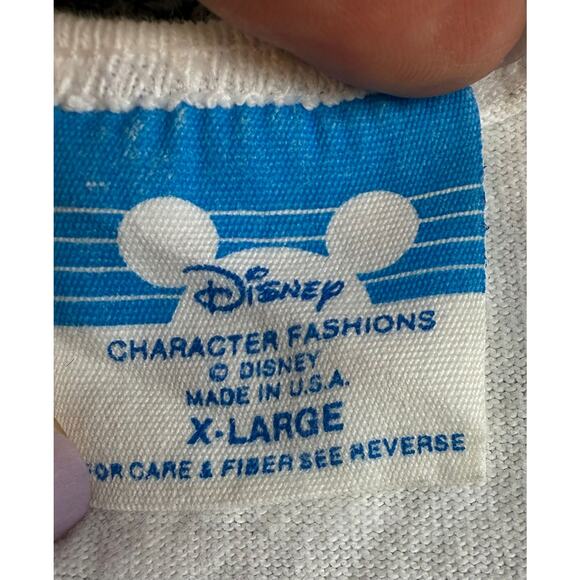 Disney
CHARACTER FASHIONS
© DISNEY
MADE IN U.S.A.
X-LARGE
FOR CARE & FIBER SEE REVERSE